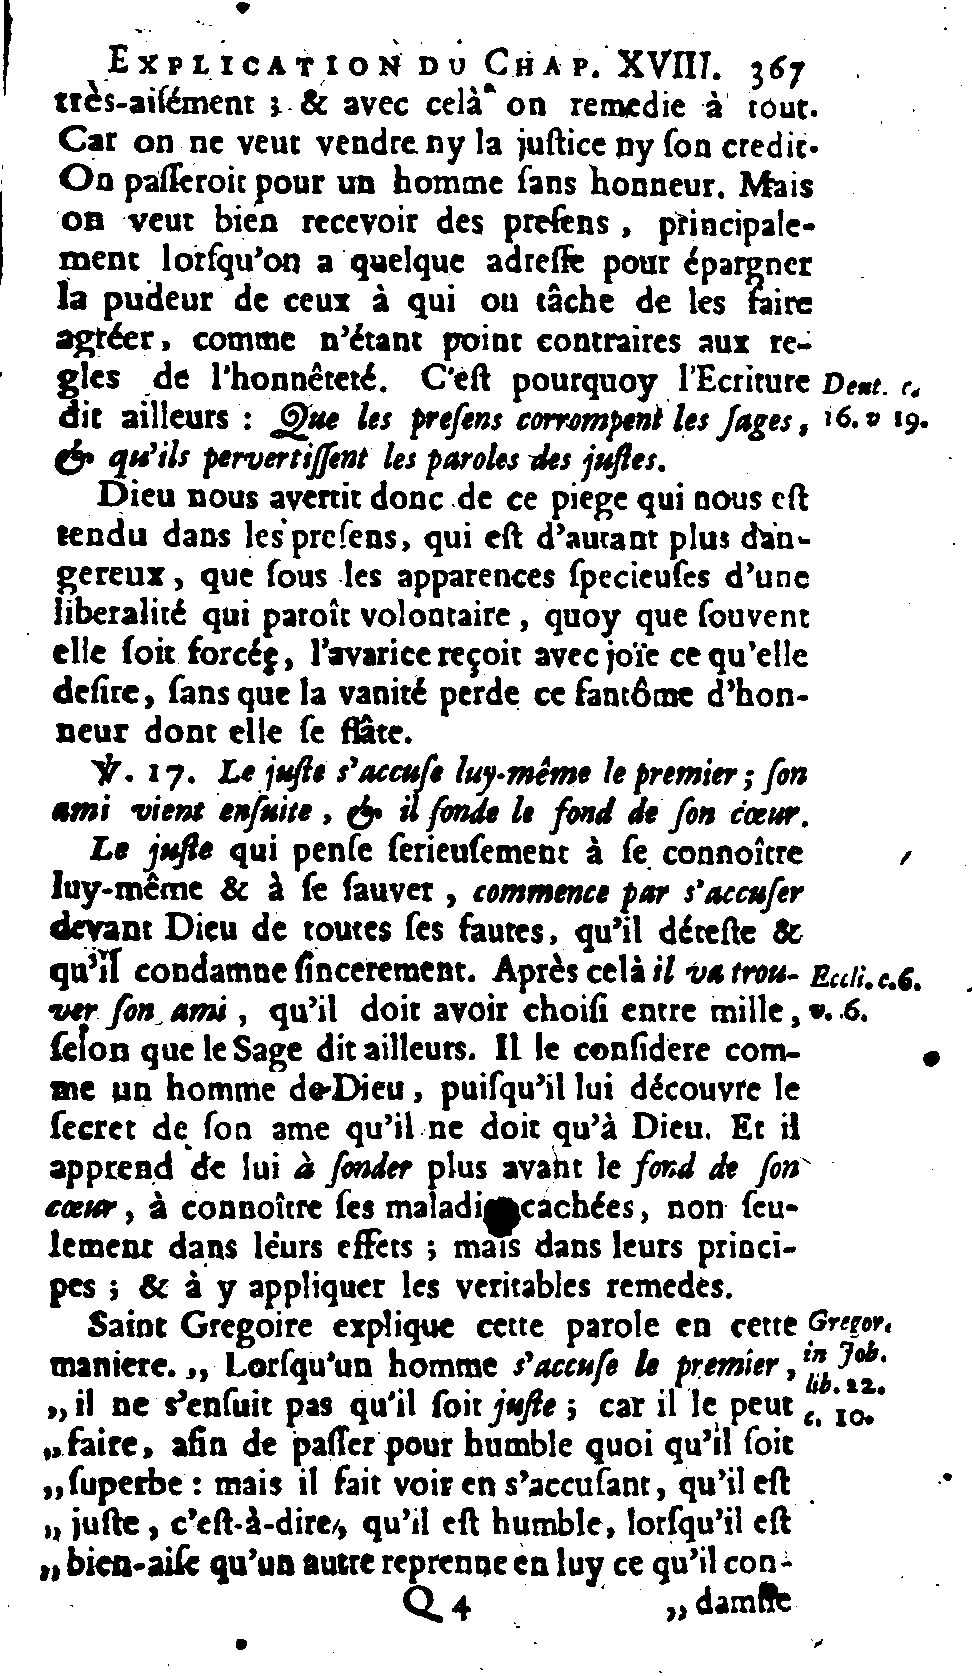 EXPLICATION DU CHAP. XVIII. 367
très-aiſément ; & avec celà on remedie à tout.
Car on ne veut vendre ny la juſtice ny ſon credit.
On paſſeroit pour un homme ſans honneur. Mais
on veut bien recevoir des preſens , principale-
ment lorſqu'on a quelque adreſſe pour épargner
la pudeur de ceux à qui on tâche de les faire
agréer, comme n'étant point contraires aux re-
gles de l'honnêteté. C'eſt pourquoy l'Ecriture
Deut. c.
dit ailleurs : Que les preſens corrompent les ſages,
16. v 19.
& qu'ils pervertiſſent les paroles des juſtes.
Dieu nous avertit donc de ce piege qui nous eſt
tendu dans les preſens, qui eſt d'autant plus dan-
gereux, que ſous les apparences ſpecieuſes d'une
liberalité qui paroît volontaire, quoy que ſouvent
elle ſoit forcée, l'avarice reçoit avec joïe ce qu'elle
deſire, ſans que la vanité perde ce fantôme d'hon-
neur dont elle ſe flâte.
℣. 17. Le juſte s'accuſe luy-même le premier ; ſon
ami vient enſuite, & il ſonde le fond de ſon cœur.
Le juſte qui penſe ſerieuſement à ſe connoître
luy-même & à ſe ſauver , commence par s'accuſer
devant Dieu de toutes ſes fautes, qu'il déteſte &
qu'il condamne ſincerement. Après celà il va trou-
Eccli. c. 6.
ver ſon ami , qu'il doit avoir choiſi entre mille,
v. 6.
ſelon que le Sage dit ailleurs. Il le conſidere com-
me un homme de Dieu, puiſqu'il lui découvre le
ſecret de ſon ame qu'il ne doit qu'à Dieu. Et il
apprend de lui à ſonder plus avant le fond de ſon
cœur, à connoître ſes maladi cachées, non ſeu-
lement dans leurs effets ; mais dans leurs princi-
pes ; & à y appliquer les veritables remedes.
Saint Gregoire explique cette parole en cette
Gregor.
maniere. „ Lorſqu'un homme s'accuſe le premier,
in Job.
lib. 22.
„ il ne s'enſuit pas qu'il ſoit juſte ; car il le peut
c. 10.
„ faire, afin de paſſer pour humble quoi qu'il ſoit
„ ſuperbe : mais il fait voir en s'accuſant, qu'il eſt
„ juſte, c'eſt-à-dire, qu'il eſt humble, lorſqu'il eſt
„ bien-aiſe qu'un autre reprenne en luy ce qu'il con-
Q 4 „ damne